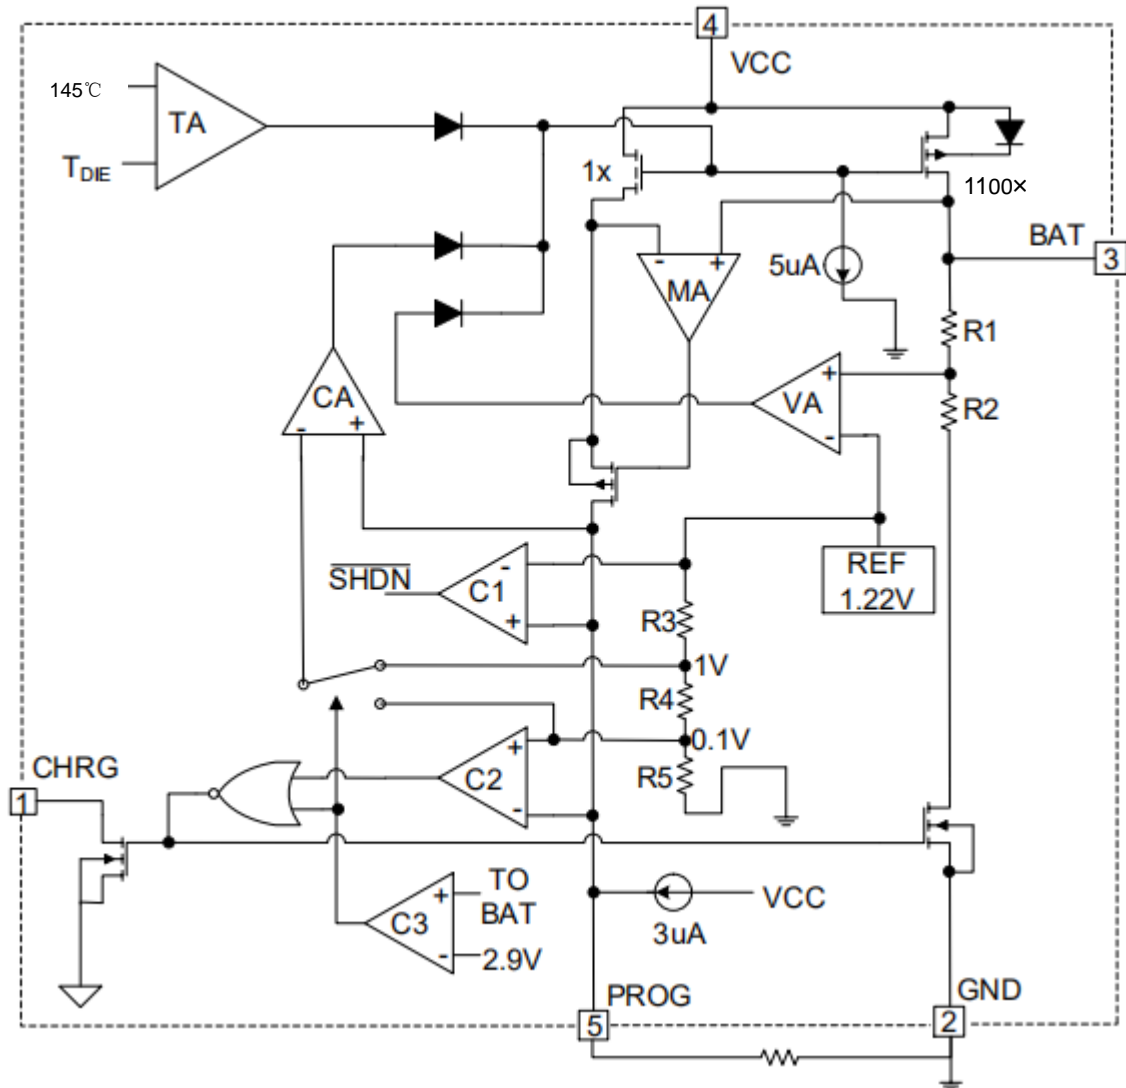 4
VCC
145℃
TA
TDIE
1x
1100×
BAT
3
5uA
- +
MA
R1
CA
- +
VA
+
-
R2
SHDN
C1
-
+
REF
1.22V
R3
1V
R4
0.1V
R5
CHRG
1
C2
+
-
C3
+
-
TO
BAT
2.9V
VCC
3uA
PROG
5
GND
2